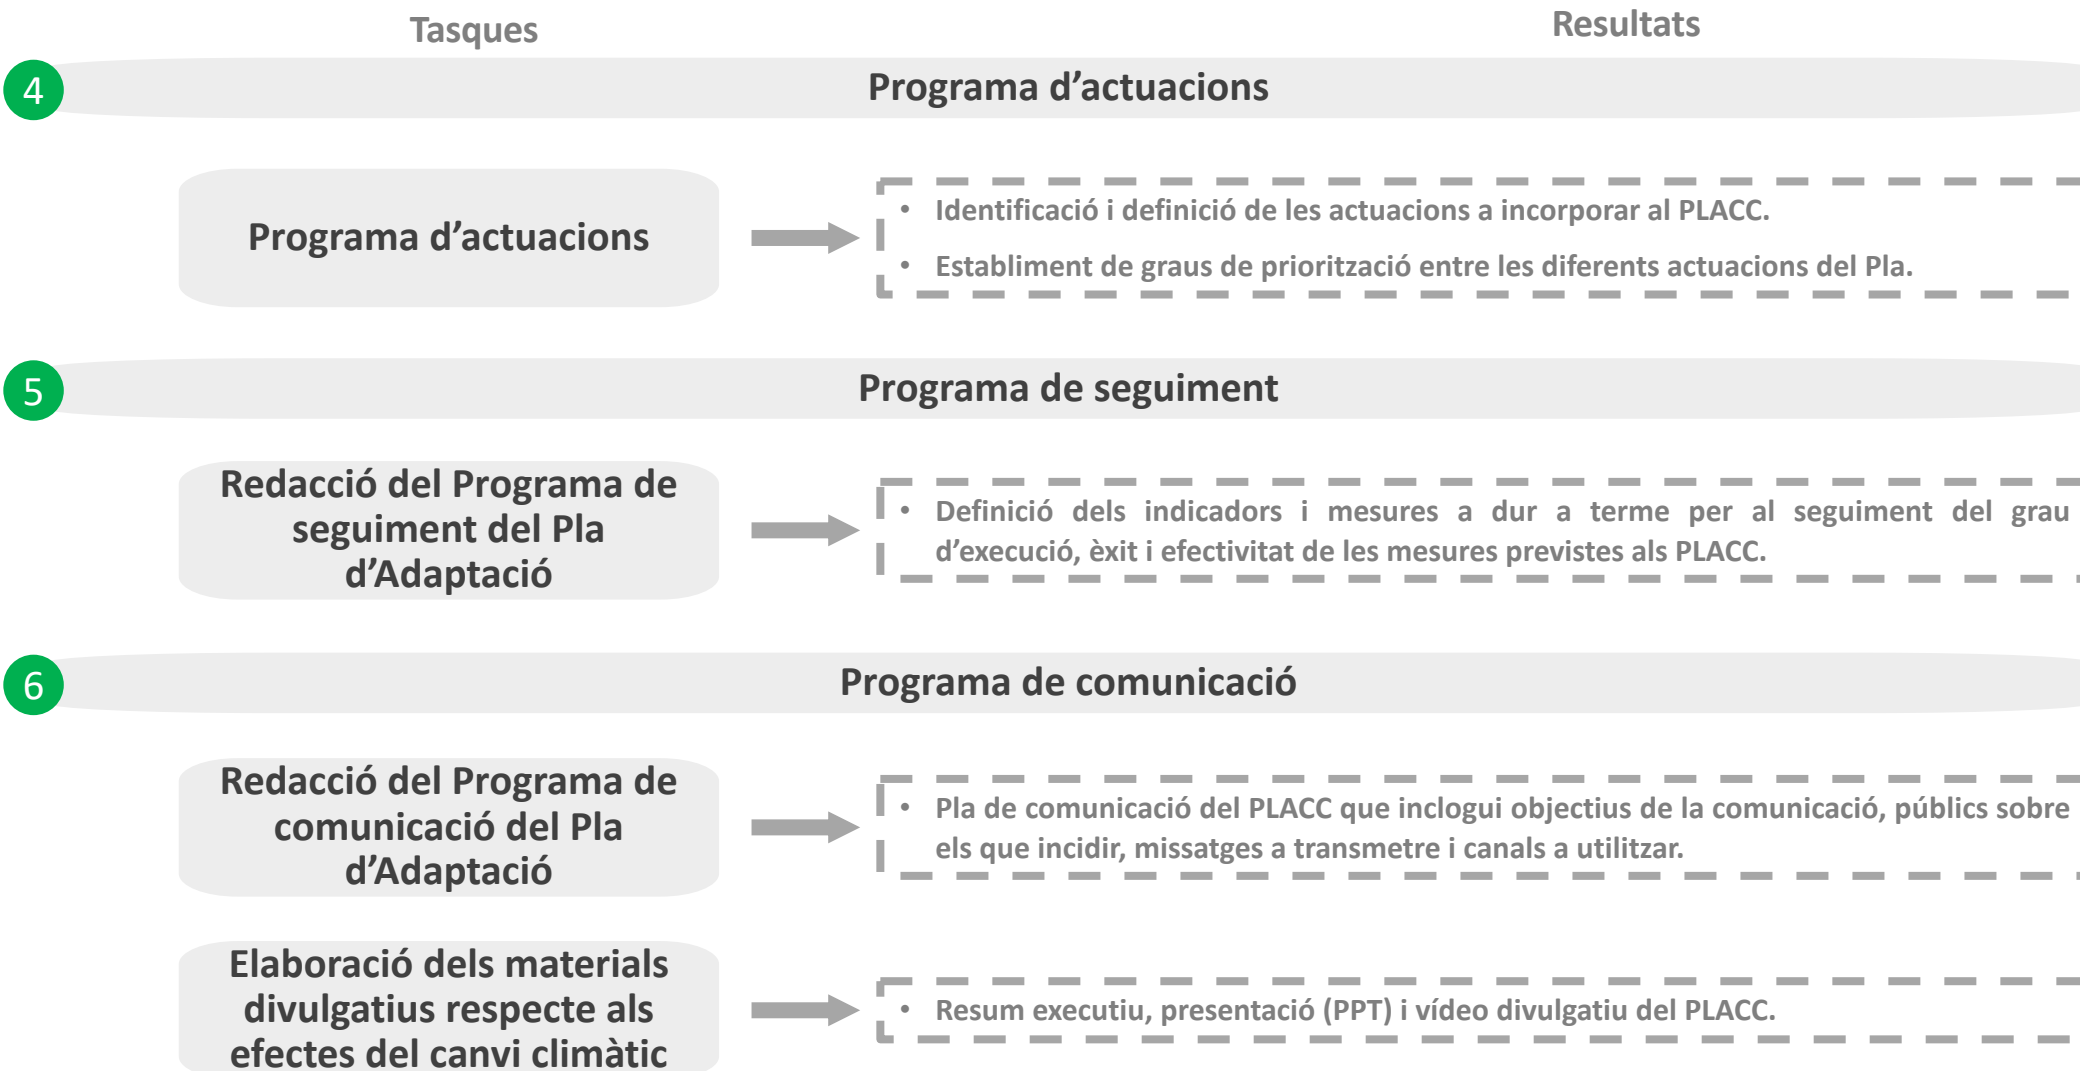 Tasques
Resultats
4
Programa d’actuacions
Programa d’actuacions
• Identificació i definició de les actuacions a incorporar al PLACC.
• Establiment de graus de priorització entre les diferents actuacions del Pla.
5
Programa de seguiment
Redacció del Programa de
seguiment del Pla
d’Adaptació
• Definició dels indicadors i mesures a dur a terme per al seguiment del grau
d’execució, èxit i efectivitat de les mesures previstes als PLACC.
6
Programa de comunicació
Redacció del Programa de
comunicació del Pla
d’Adaptació
• Pla de comunicació del PLACC que inclogui objectius de la comunicació, públics sobre
els que incidir, missatges a transmetre i canals a utilitzar.
Elaboració dels materials
divulgatius respecte als
efectes del canvi climàtic
• Resum executiu, presentació (PPT) i vídeo divulgatiu del PLACC.